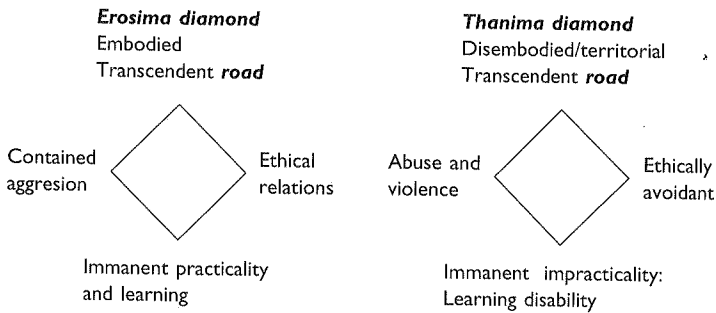 Erosima diamond
Embodied
Transcendent road
Contained
aggresion
Ethical
relations
Immanent practicality
and learning
Thanima diamond
Disembodied/territorial
Transcendent road
Abuse and
violence
Ethically
avoidant
Immanent impracticality:
Learning disability